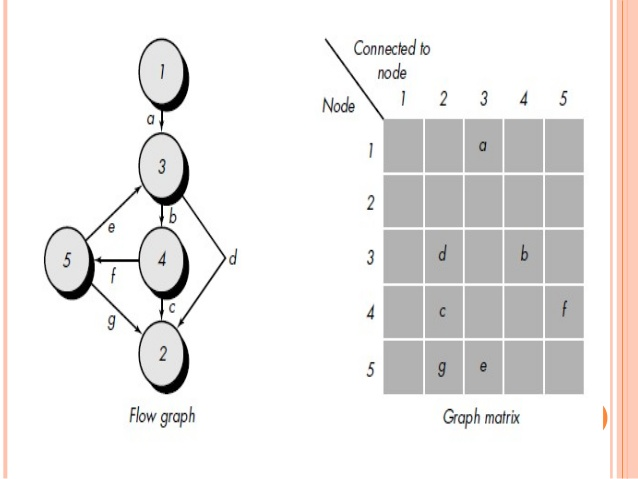 1
a
3
b
e
5
4
d
f
c
g
2
Flow graph
Connected to
node
Node
1 2 3 4 5
1 a
2
3 d b
4 c f
5 g e
Graph matrix